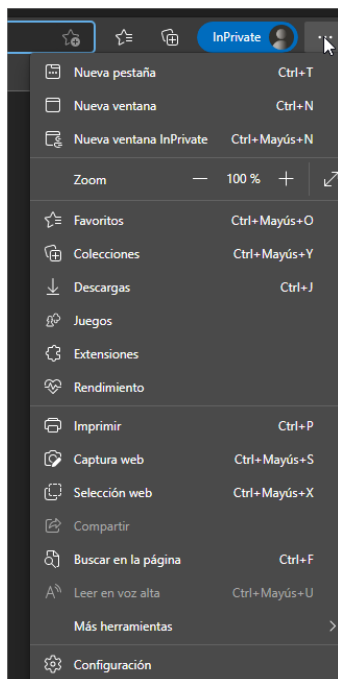 InPrivate
Nueva pestaña Ctrl+T
Nueva ventana Ctrl+N
Nueva ventana InPrivate Ctrl+Mayús+N
Zoom — 100 % +
Favoritos Ctrl+Mayús+O
Colecciones Ctrl+Mayús+Y
Descargas Ctrl+J
Juegos
Extensiones
Rendimiento
Imprimir Ctrl+P
Captura web Ctrl+Mayús+S
Selección web Ctrl+Mayús+X
Compartir
Buscar en la página Ctrl+F
Leer en voz alta Ctrl+Mayús+U
Más herramientas
Configuración